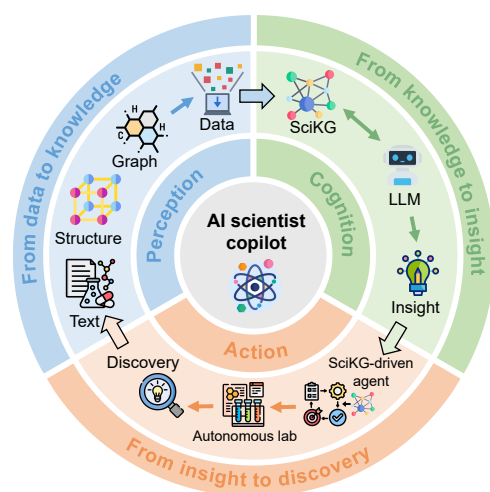 From data to knowledge
From knowledge to insight
From insight to discovery
Perception
Cognition
Action
AI scientist
copilot
Data
H
H
C
H
Graph
Structure
Text
SciKG
LLM
Insight
SciKG-driven
agent
Autonomous lab
Discovery